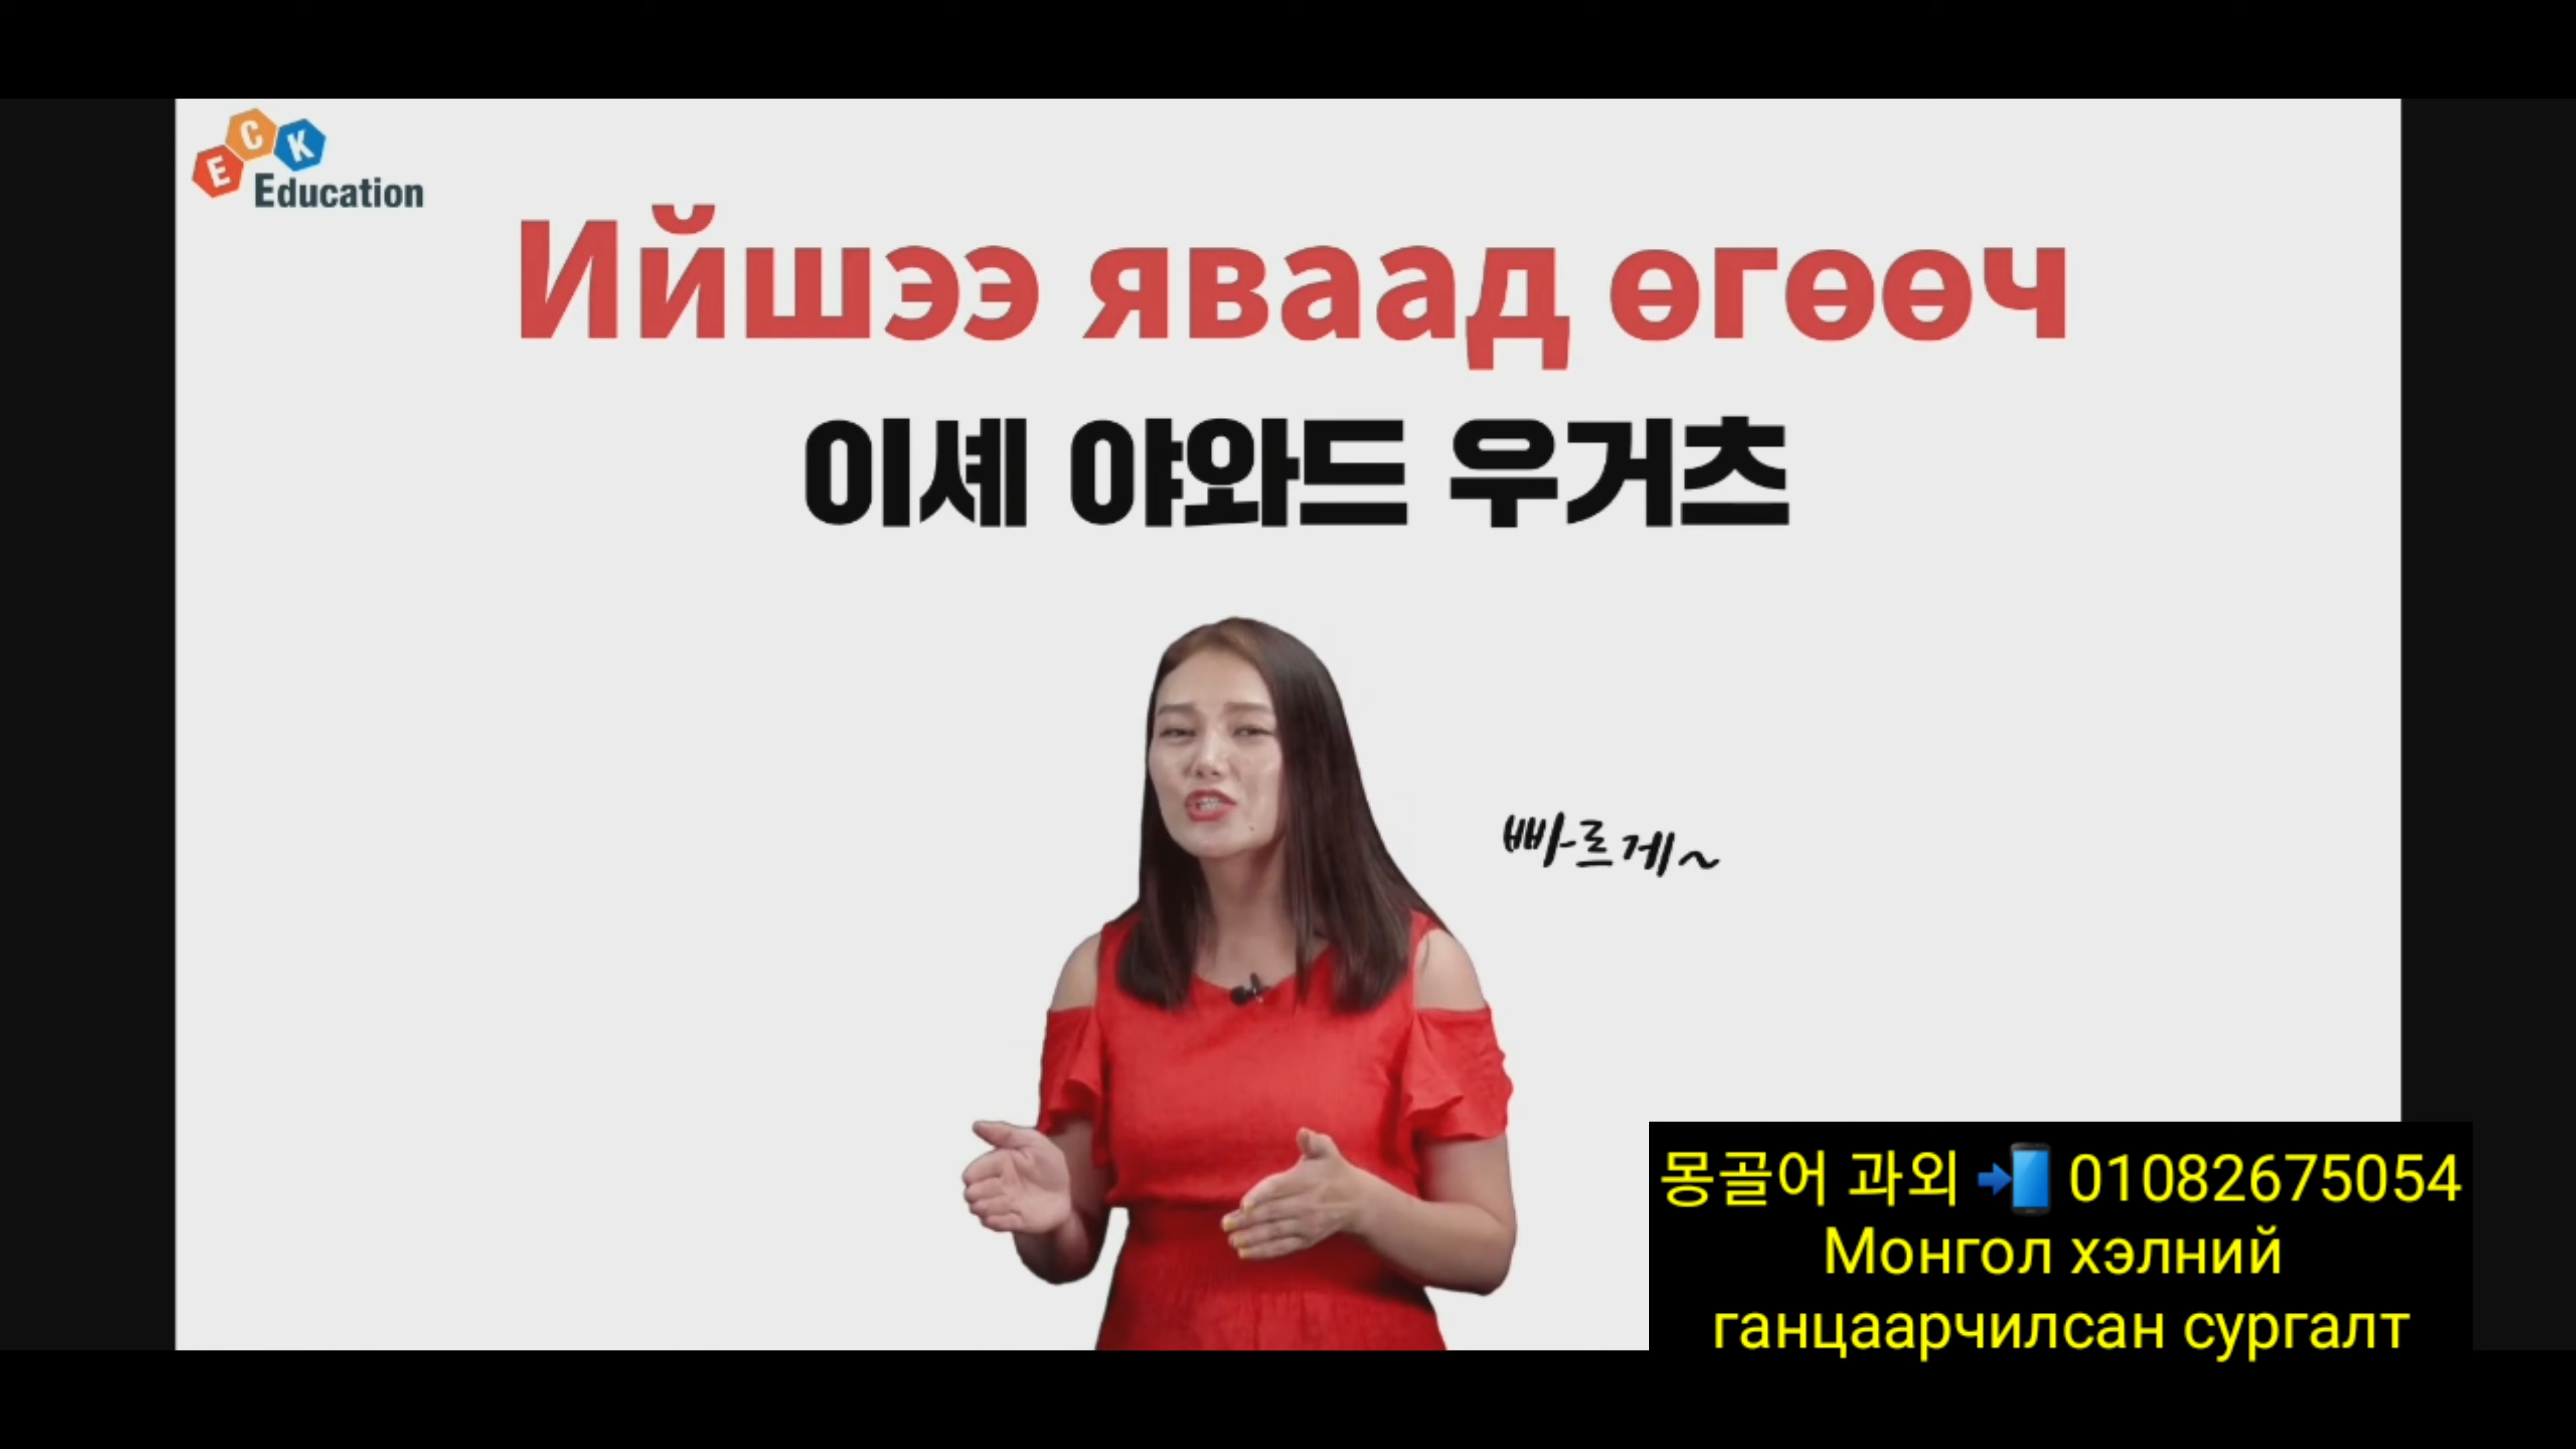 ECK
Education
Ийшээ яваад өгөөч
이셰 야와드 우거츠
빠르게~
몽골어 과외 📲 01082675054
Монгол хэлний
ганцаарчилсан сургалт